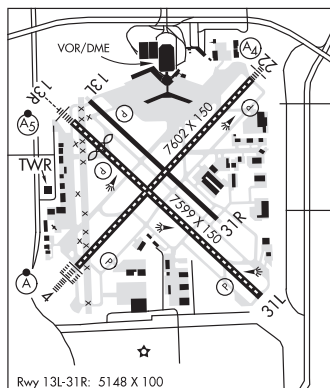 VOR/DME
A4
22
13R
13L
P
P
A5
P
7602 X 150
TWR
7599 X 150
31R
P
A
4
P
31L
Rwy 13L-31R: 5148 X 100